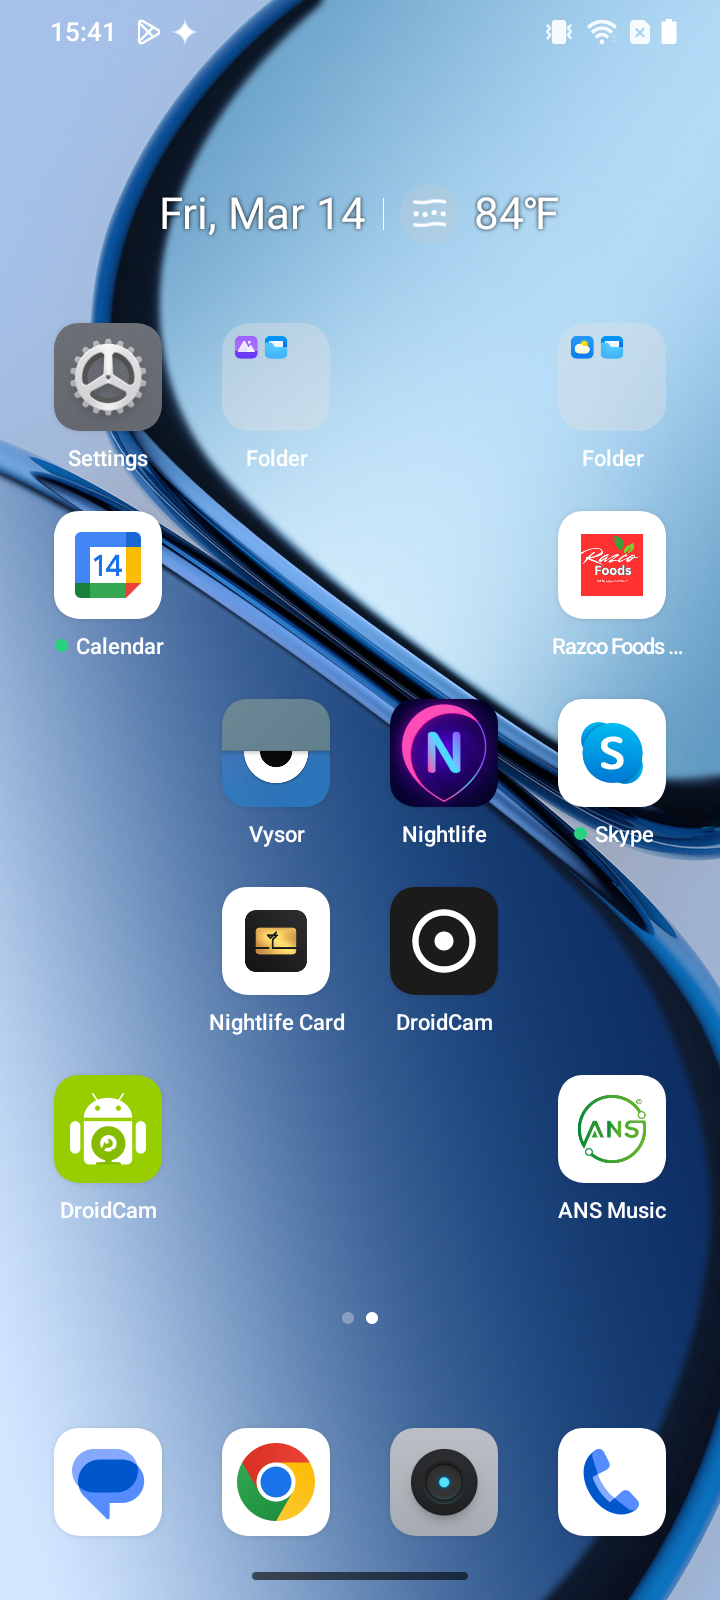 15:41
Fri, Mar 14
84°F
Settings
Folder
Folder
14
Calendar
Razco
Foods
Razco Foods ...
Vysor
N
Nightlife
S
Skype
Nightlife Card
DroidCam
DroidCam
ANS
ANS Music